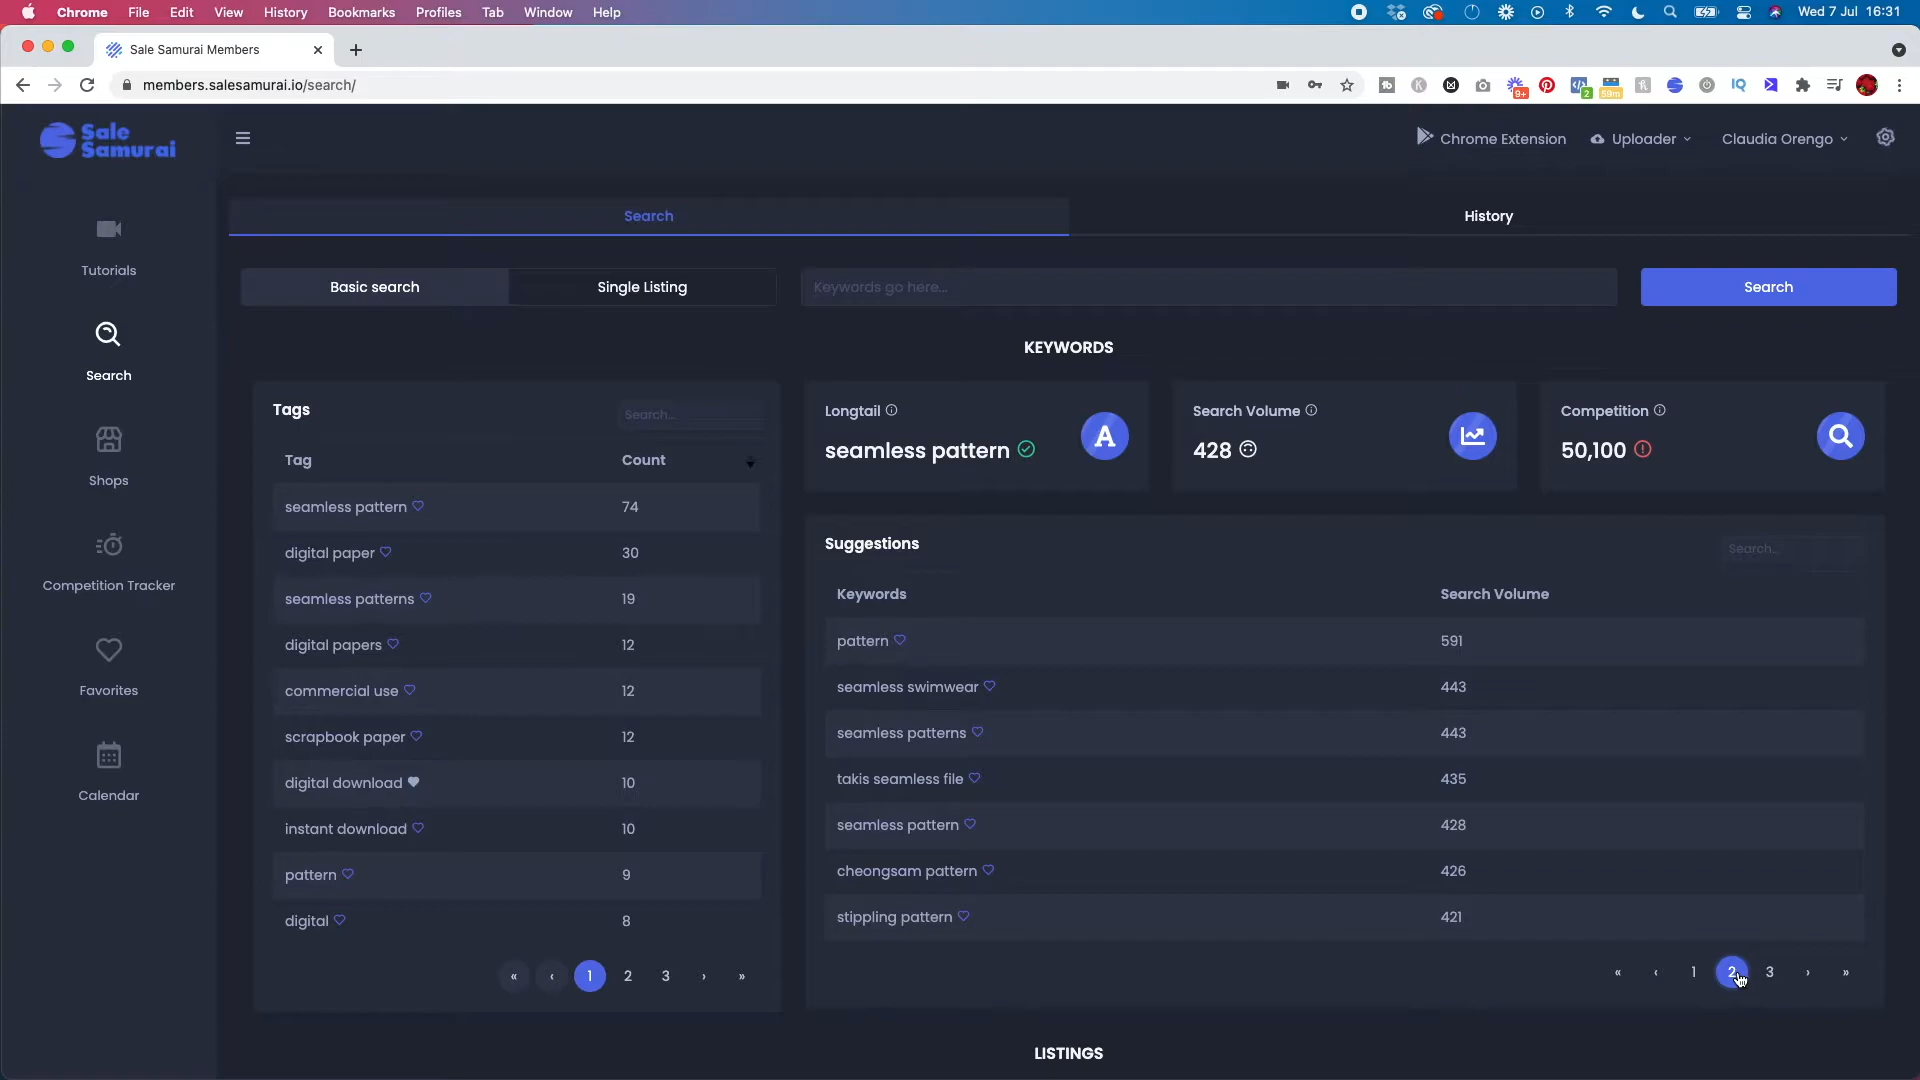 Chrome File Edit View History Bookmarks Profiles Tab Window Help Wed 7 Jul 16:31
Sale Samurai Members
members.salesamurai.io/search/
9+ 2 59m
Sale Samurai
Chrome Extension Uploader Claudia Orengo
Search History
Tutorials
Search
Shops
Competition Tracker
Favorites
Calendar
Basic search Single Listing Keywords go here... Search
KEYWORDS
Tags Search...
Tag Count
seamless pattern 74
digital paper 30
seamless patterns 19
digital papers 12
commercial use 12
scrapbook paper 12
digital download 10
instant download 10
pattern 9
digital 8
« ‹ 1 2 3 › »
Longtail
seamless pattern
A
Search Volume
428
Competition
50,100
Suggestions Search...
Keywords Search Volume
pattern 591
seamless swimwear 443
seamless patterns 443
takis seamless file 435
seamless pattern 428
cheongsam pattern 426
stippling pattern 421
« ‹ 1 2 3 › »
LISTINGS